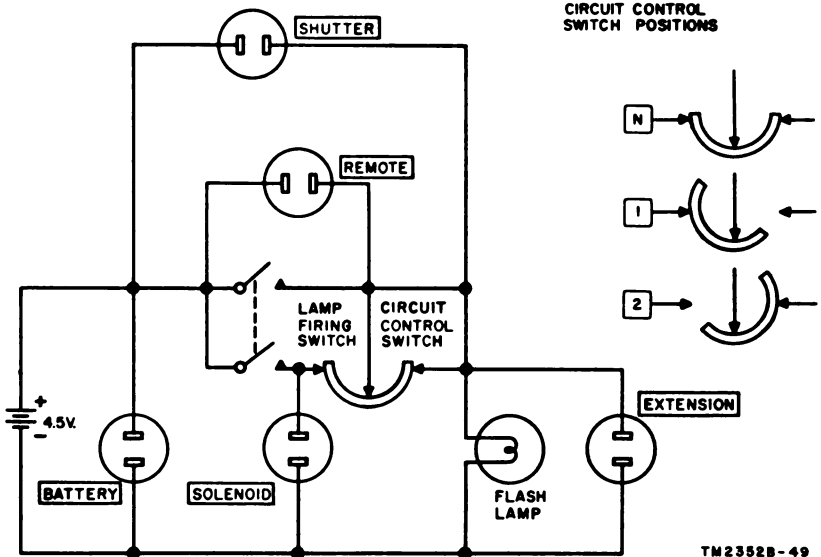 CIRCUIT CONTROL
SWITCH POSITIONS
SHUTTER
REMOTE
N
1
2
LAMP
FIRING
SWITCH
CIRCUIT
CONTROL
SWITCH
+
4.5V.
-
BATTERY
SOLENOID
FLASH
LAMP
EXTENSION
TM2352B-49